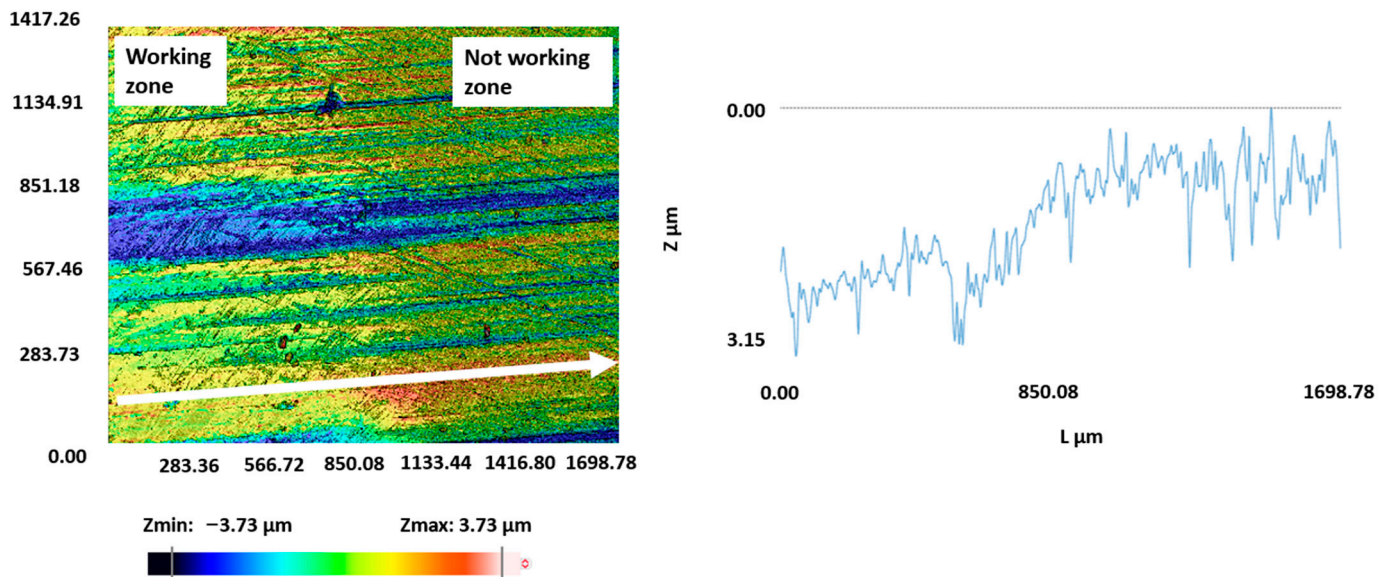 1417.26
Working
zone
Not working
zone
1134.91
851.18
567.46
283.73
0.00
283.36 566.72 850.08 1133.44 1416.80 1698.78
Zmin: −3.73 µm Zmax: 3.73 µm
0.00
Z µm
3.15
0.00 850.08 1698.78
L µm